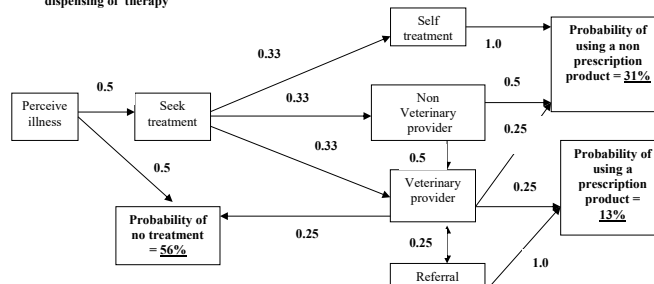 dispensing of therapy
Self
treatment
Probability of
using a non
prescription
product = 31%
0.33
1.0
0.5
Perceive
illness
Seek
treatment
0.33
Non
Veterinary
provider
0.5
0.25
0.5
0.33
0.5
Veterinary
provider
0.25
Probability of
using a
prescription
product =
13%
Probability of
no treatment
= 56%
0.25
0.25
1.0
Referral